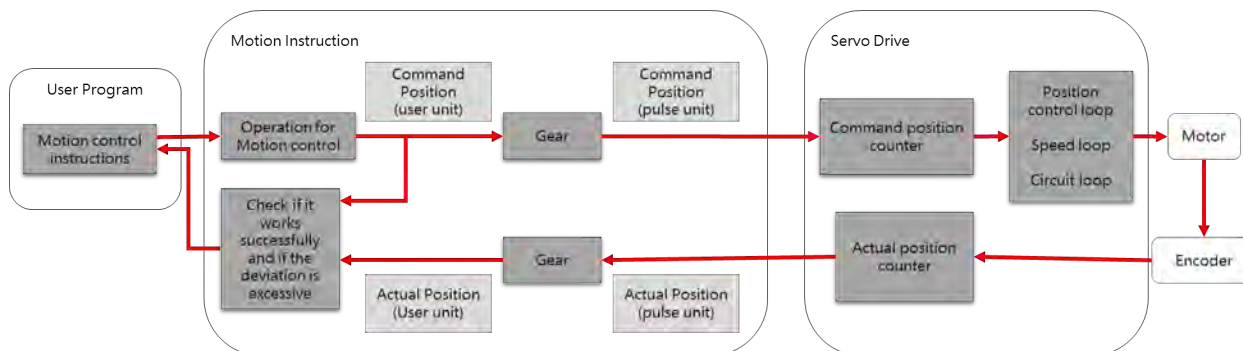 Motion Instruction
Servo Drive
User Program
Motion control
instructions
Operation for
Motion control
Command
Position
(user unit)
Gear
Command
Position
(pulse unit)
Command position
counter
Position
control loop
Speed loop
Circuit loop
Motor
Check if it
works
successfully
and if the
deviation is
excessive
Actual Position
(User unit)
Gear
Actual Position
(pulse unit)
Actual position
counter
Encoder